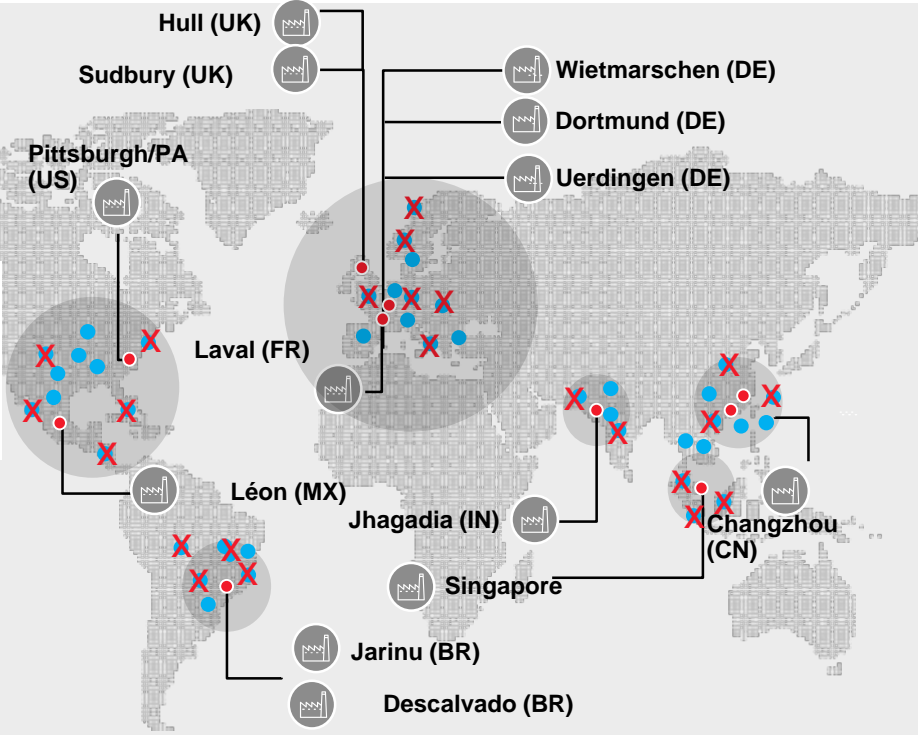 Hull (UK)
Sudbury (UK)
Wietmarschen (DE)
Dortmund (DE)
Pittsburgh/PA
(US)
Uerdingen (DE)
Laval (FR)
Léon (MX)
Jhagadia (IN)
Changzhou
(CN)
Singapore
Jarinu (BR)
Descalvado (BR)